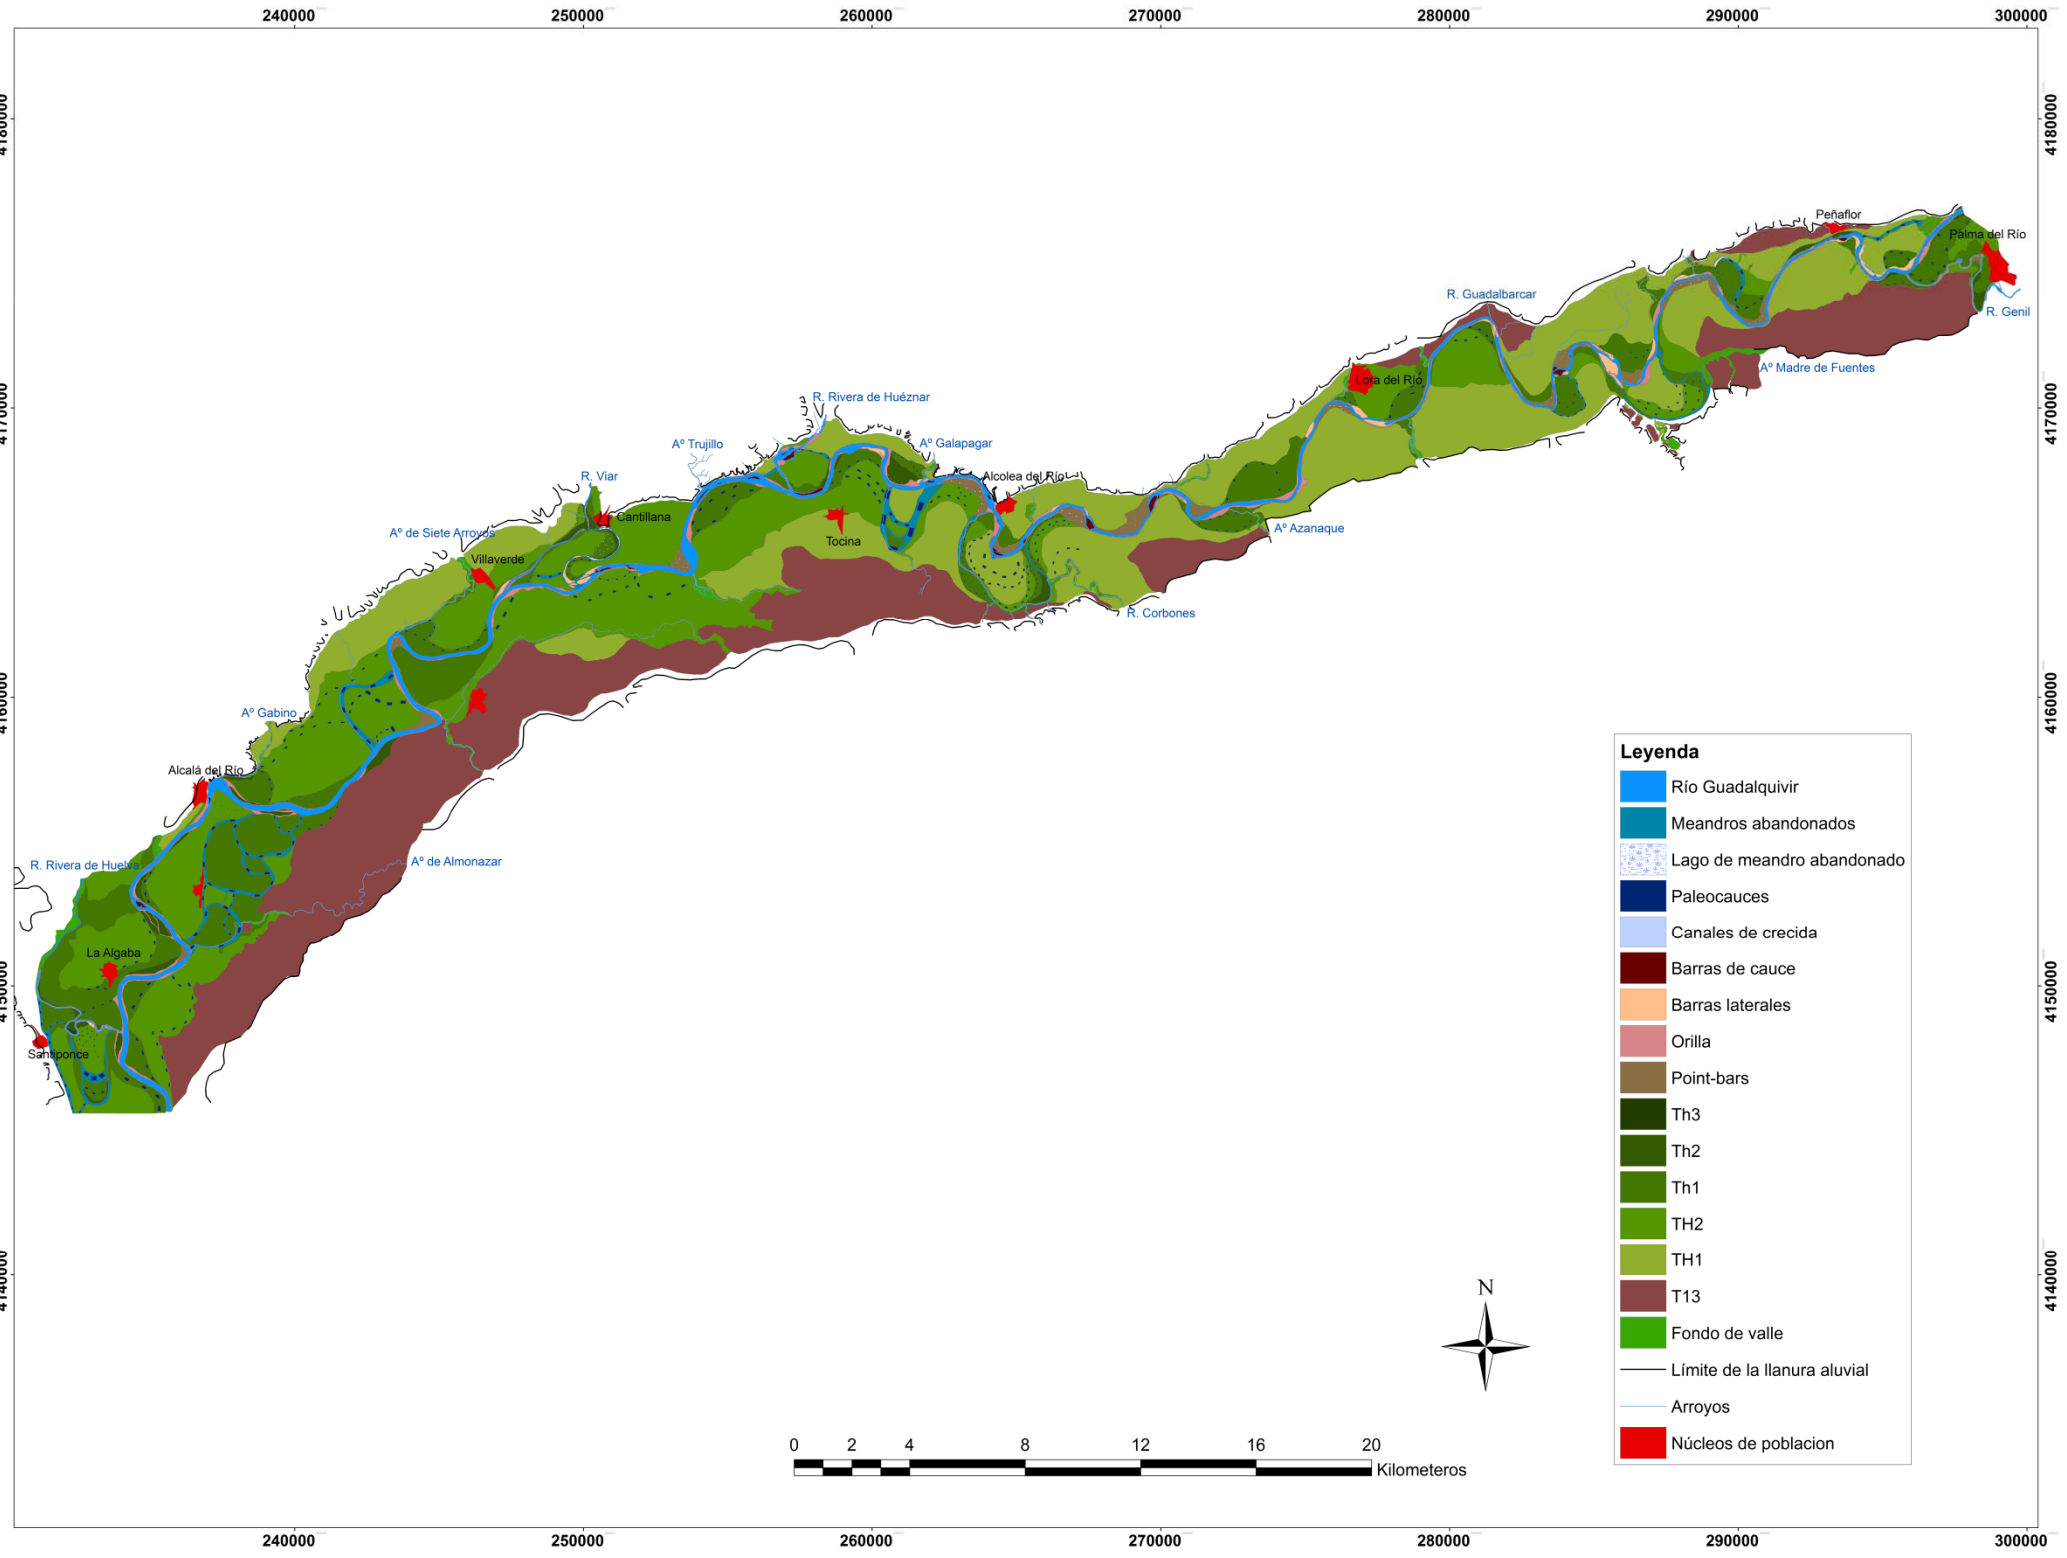 240000 250000 260000 270000 280000 290000 300000
4180000
4180000
Peñaflor
Palma del Río
R. Guadalbarcar
R. Genil
Aº Madre de Fuentes
Lora del Río
4170000
4170000
R. Rivera de Huéznar
Aº Trujillo
Aº Galapagar
R. Viar
Alcolea del Río
Cantillana
Aº de Siete Arroyos
Aº Azanaque
Tocina
Villaverde
R. Corbones
4160000
4160000
Aº Gabino
Alcalá del Río
R. Rivera de Huelva
Aº de Almonazar
La Algaba
4150000
4150000
Santiponce
4140000
4140000
Leyenda
Río Guadalquivir
Meandros abandonados
Lago de meandro abandonado
Paleocauces
Canales de crecida
Barras de cauce
Barras laterales
Orilla
Point-bars
Th3
Th2
Th1
TH2
TH1
T13
Fondo de valle
Límite de la llanura aluvial
Arroyos
Núcleos de poblacion
N
0 2 4 8 12 16 20
Kilometeros
240000 250000 260000 270000 280000 290000 300000